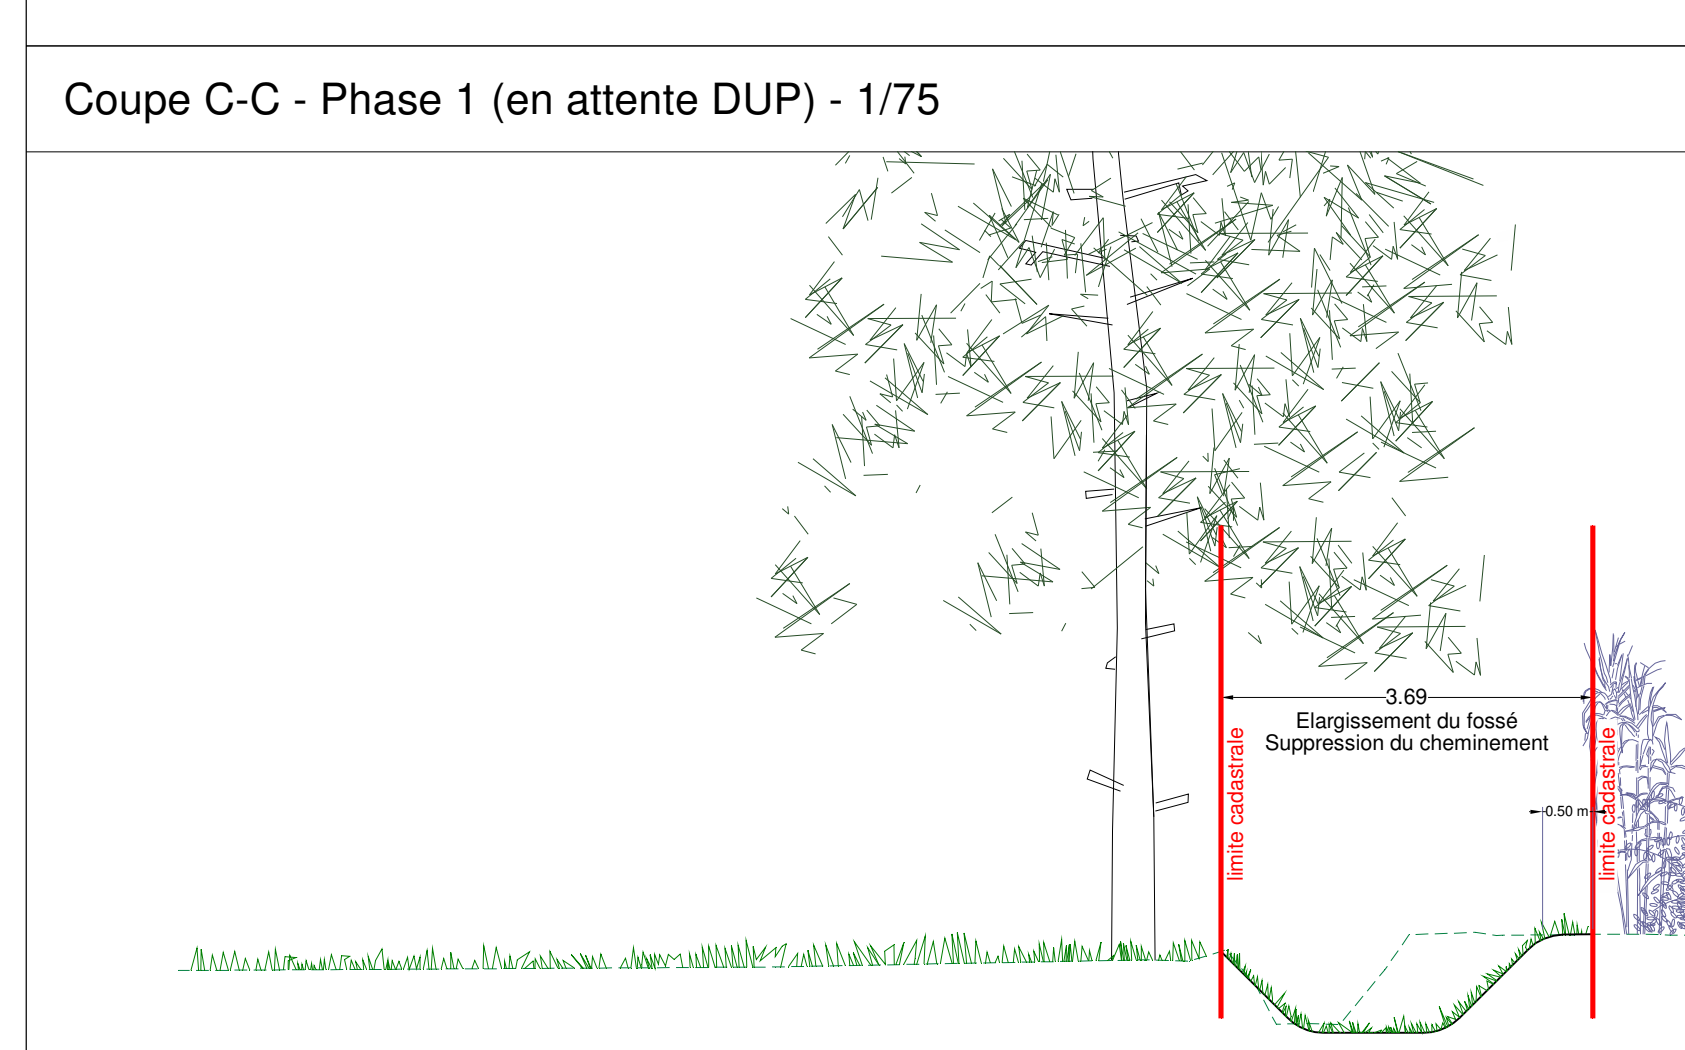 Coupe C-C - Phase 1 (en attente DUP) - 1/75
3.69
Elargissement du fossé
Suppression du cheminement
limite cadastrale
0.50 m
limite cadastrale